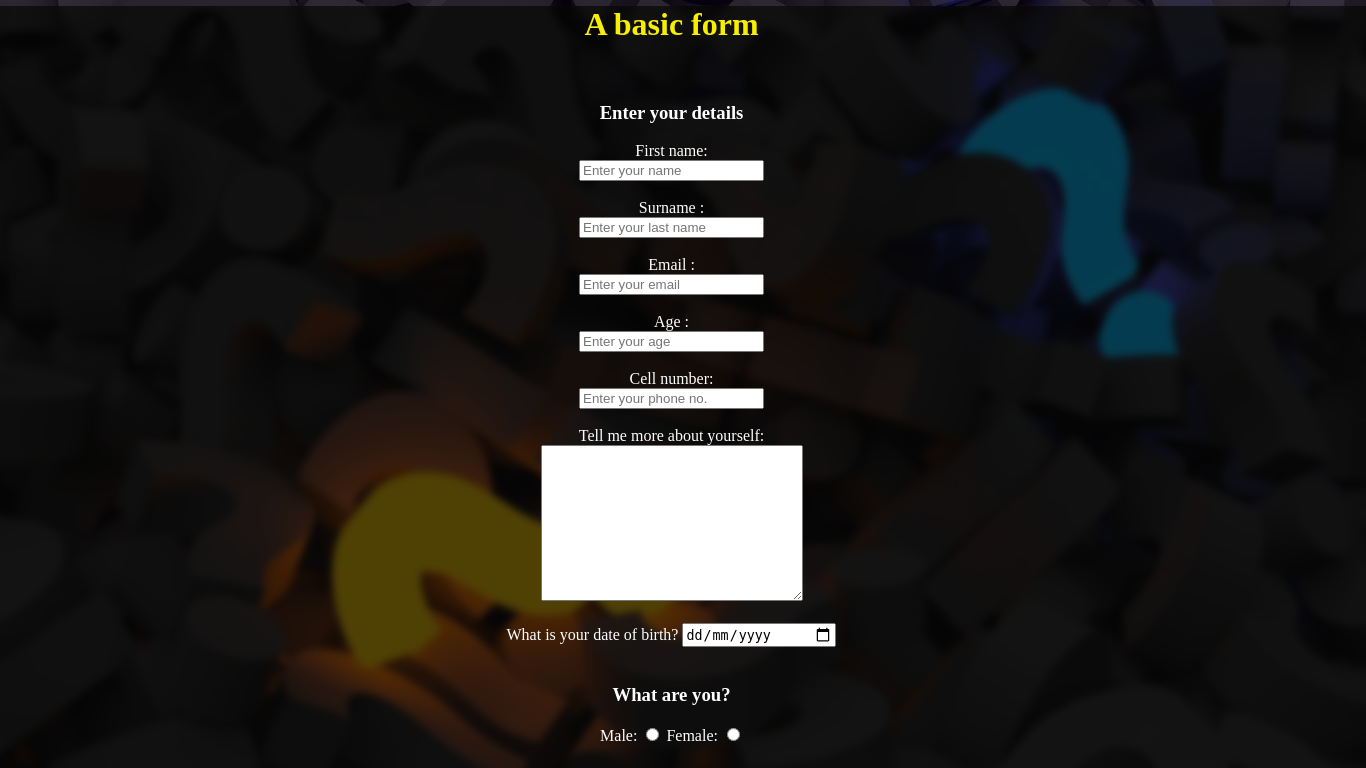 A basic form
Enter your details
First name:
Enter your name
Surname :
Enter your last name
Email :
Enter your email
Age :
Enter your age
Cell number:
Enter your phone no.
Tell me more about yourself:
What is your date of birth? dd/mm/yyyy
What are you?
Male: Female: